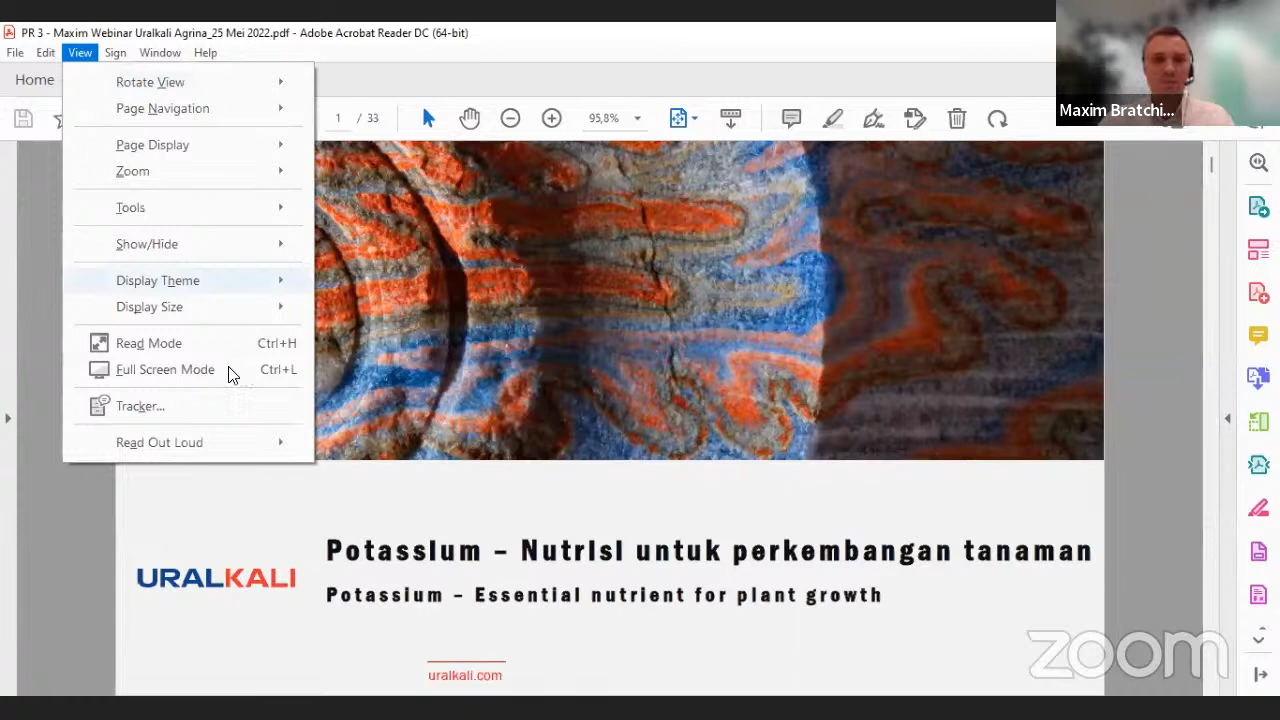 PR 3 - Maxim Webinar Uralkali Agrina_25 Mei 2022.pdf - Adobe Acrobat Reader DC (64-bit)
File Edit View Sign Window Help
Home
1 / 33 95,8%
Maxim Bratchi...
Rotate View
Page Navigation
Page Display
Zoom
Tools
Show/Hide
Display Theme
Display Size
Read Mode Ctrl+H
Full Screen Mode Ctrl+L
Tracker...
Read Out Loud
Potassium – Nutrisi untuk perkembangan tanaman
URALKALI
Potassium – Essential nutrient for plant growth
uralkali.com
zoom